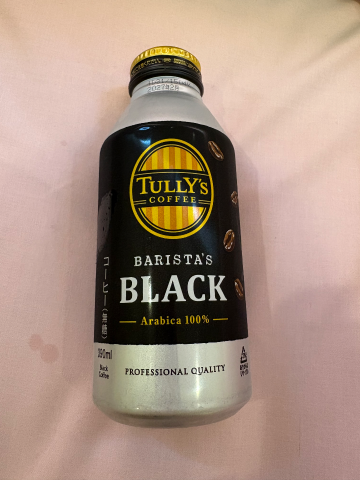 TULLY'S
COFFEE
BARISTA'S
BLACK
Arabica 100%
コーヒー(無糖)
390ml
Black
Coffee
PROFESSIONAL QUALITY